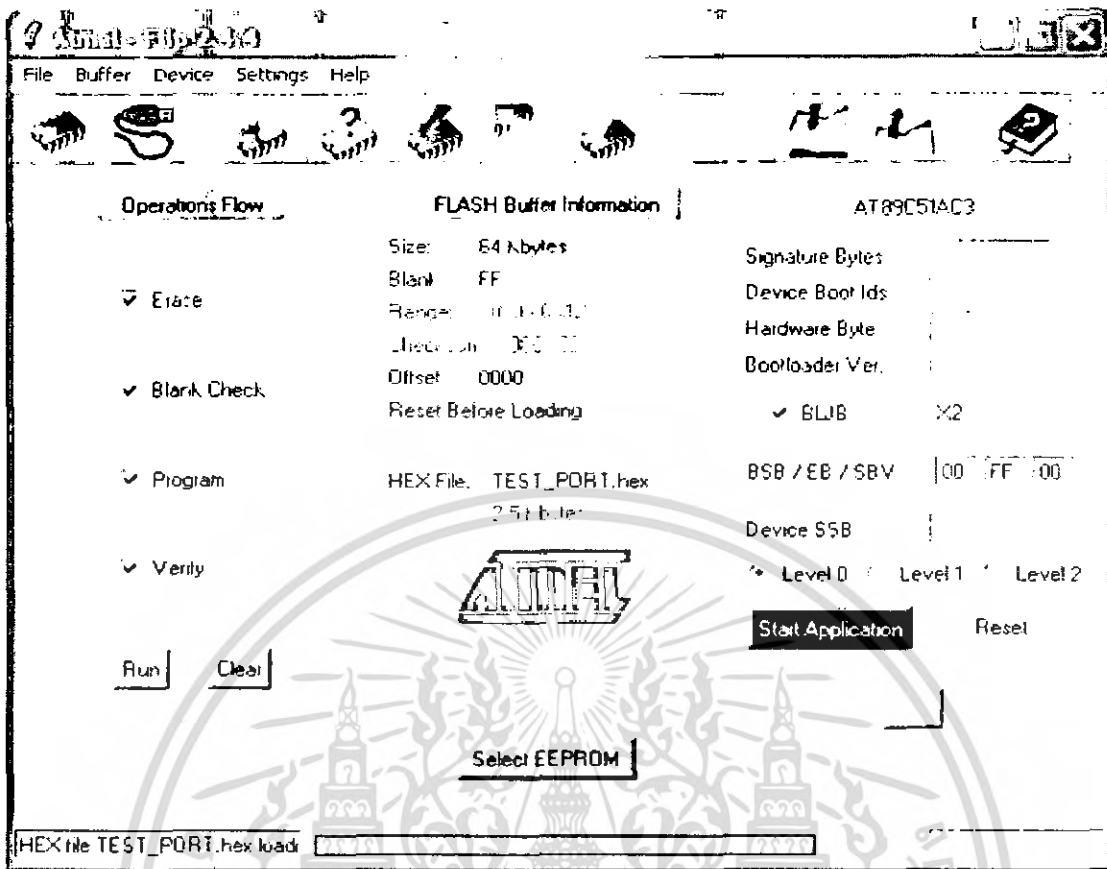 File Buffer Device Settings Help
Operations Flow
Erase
Blank Check
Program
Verify
Run Clear
FLASH Buffer Information
Size: 64 Kbytes
Blank FF
Range:
Offset 0000
Reset Before Loading
HEX File. TEST_PORT.hex
ATMEL
Select EEPROM
AT89C51AC3
Signature Bytes
Device Boot Ids
Hardware Byte
Bootloader Ver.
BLJB X2
BSB / EB / SBV 00 FF 00
Device SSB
Level 0 Level 1 Level 2
Start Application Reset
HEX file TEST_PORT.hex loade